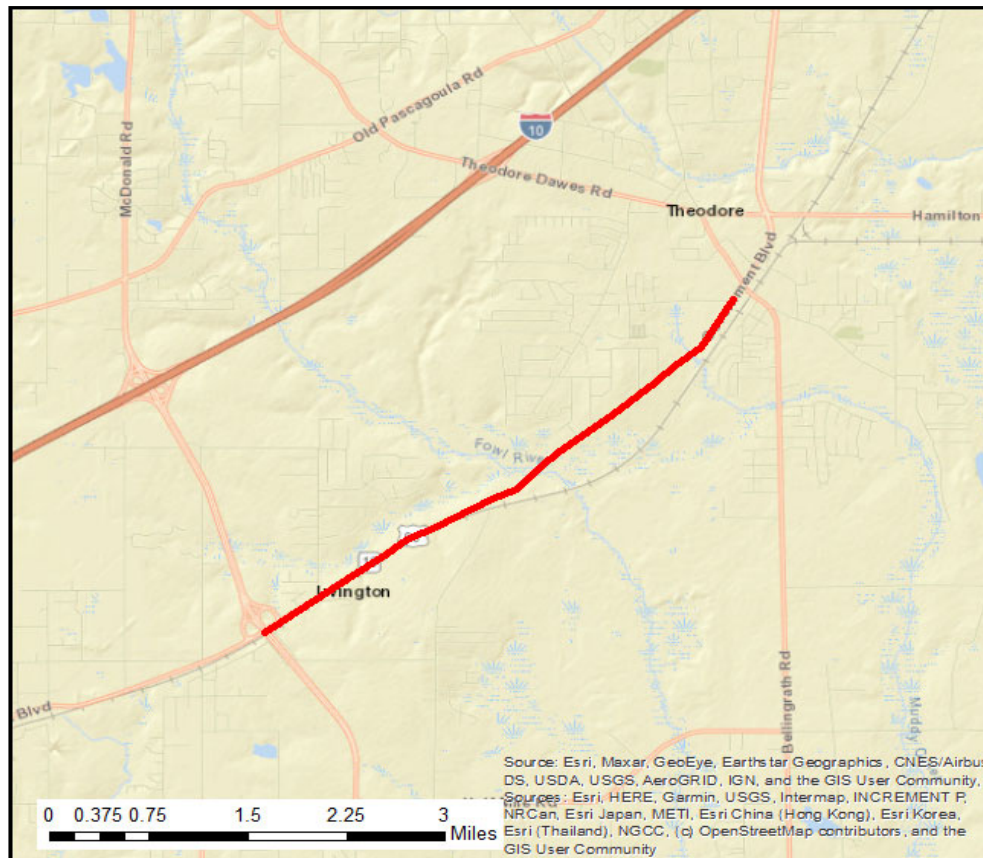 Old Pascagoula Rd
McDonald Rd
10
Theodore Dawes Rd
Theodore
Hamilton
ment Blvd
Fowl River
Irvington
Blvd
Bellingrath Rd
Muddy
Rd
0 0.375 0.75 1.5 2.25 3
Miles
Source: Esri, Maxar, GeoEye, Earthstar Geographics, CNES/Airbus
DS, USDA, USGS, AeroGRID, IGN, and the GIS User Community,
Sources: Esri, HERE, Garmin, USGS, Intermap, INCREMENT P,
NRCan, Esri Japan, METI, Esri China (Hong Kong), Esri Korea,
Esri (Thailand), NGCC, (c) OpenStreetMap contributors, and the
GIS User Community